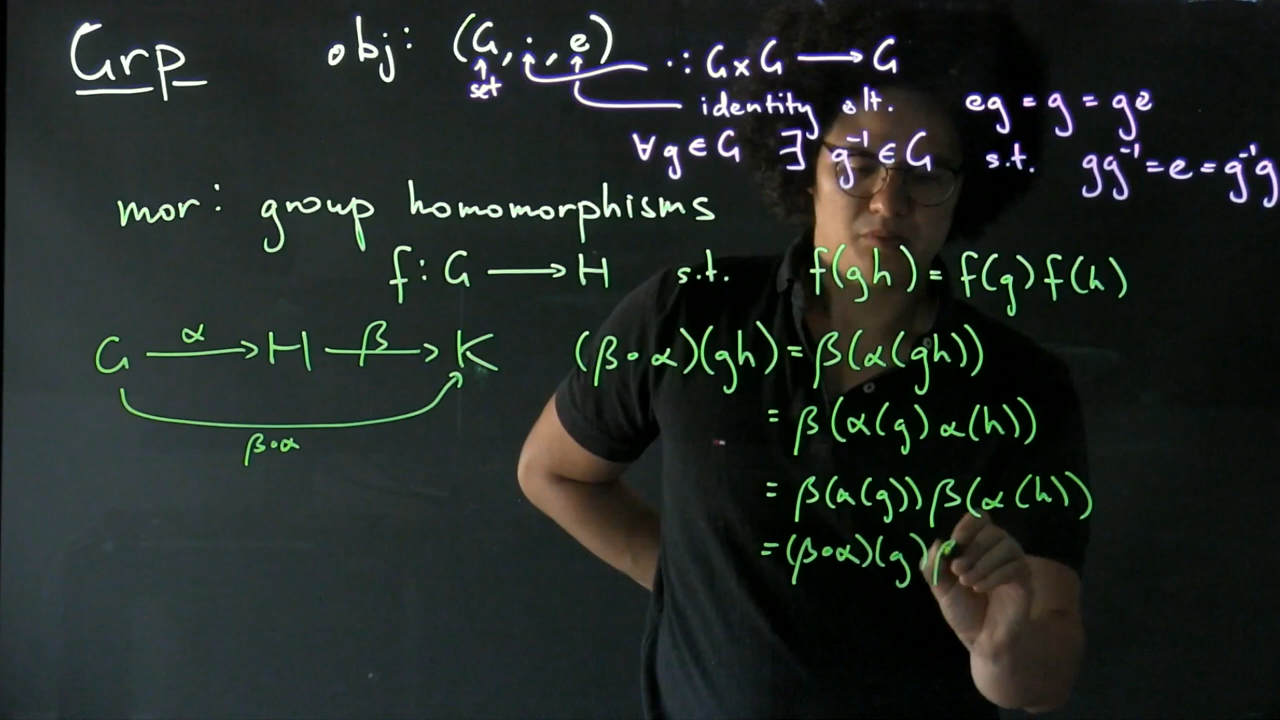 Grp obj: (G, ·, e) ·: G×G ⟶ G
set
identity elt. eg = g = ge
∀g∈G ∃ g⁻¹∈G s.t. gg⁻¹=e=g⁻¹g
mor: group homomorphisms
f: G ⟶ H s.t. f(gh) = f(g)f(h)
G ⟶ H ⟶ K (β∘α)(gh) = β(α(gh))
α β
β∘α
= β(α(g)α(h))
= β(α(g))β(α(h))
= (β∘α)(g)